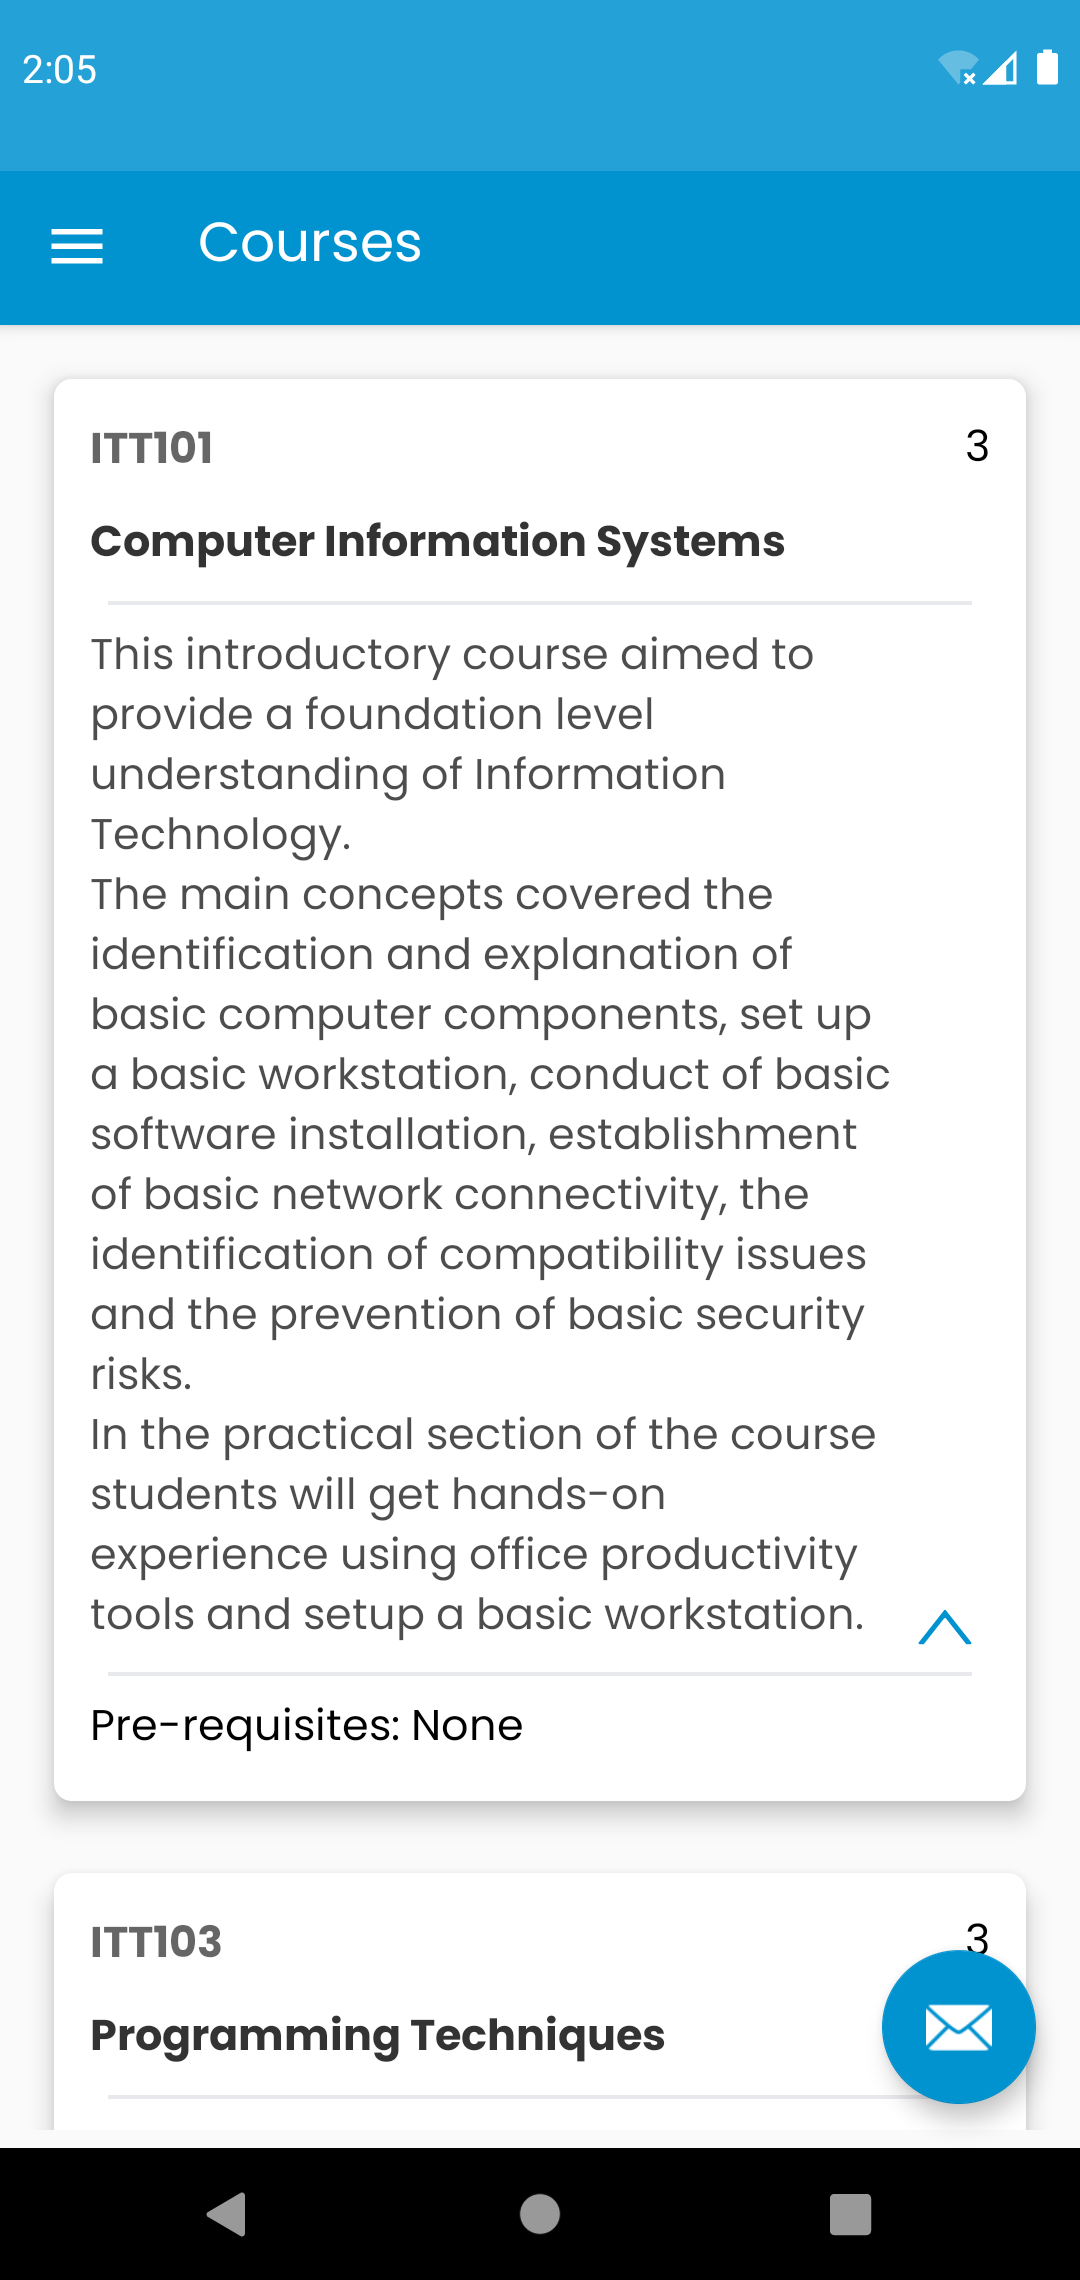 2:05
Courses
ITT101 3
Computer Information Systems
This introductory course aimed to
provide a foundation level
understanding of Information
Technology.
The main concepts covered the
identification and explanation of
basic computer components, set up
a basic workstation, conduct of basic
software installation, establishment
of basic network connectivity, the
identification of compatibility issues
and the prevention of basic security
risks.
In the practical section of the course
students will get hands-on
experience using office productivity
tools and setup a basic workstation.
Pre-requisites: None
ITT103 3
Programming Techniques